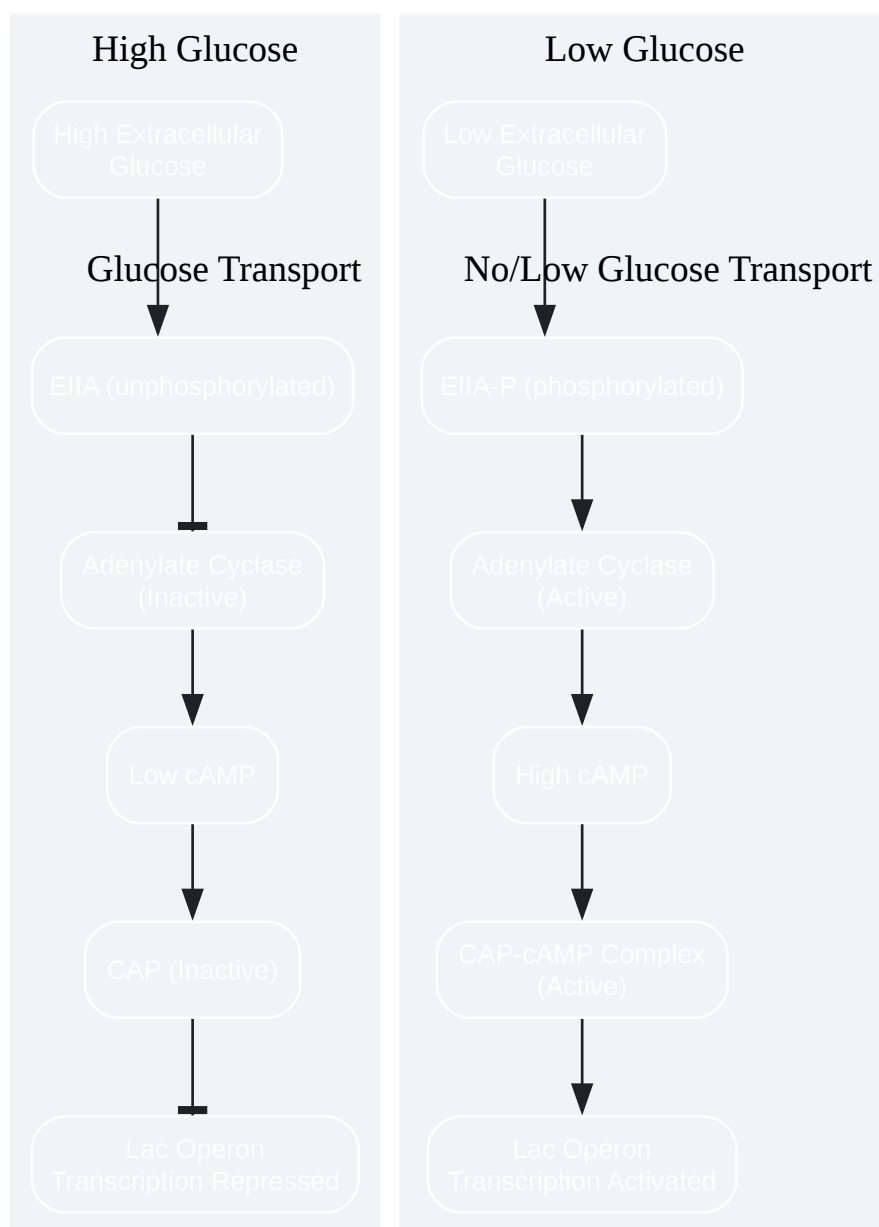 High Glucose
High Extracellular
Glucose
Glucose Transport
EIIA (unphosphorylated)
Adenylate Cyclase
(Inactive)
Low cAMP
CAP (Inactive)
Lac Operon
Transcription Repressed
Low Glucose
Low Extracellular
Glucose
No/Low Glucose Transport
EIIA-P (phosphorylated)
Adenylate Cyclase
(Active)
High cAMP
CAP-cAMP Complex
(Active)
Lac Operon
Transcription Activated